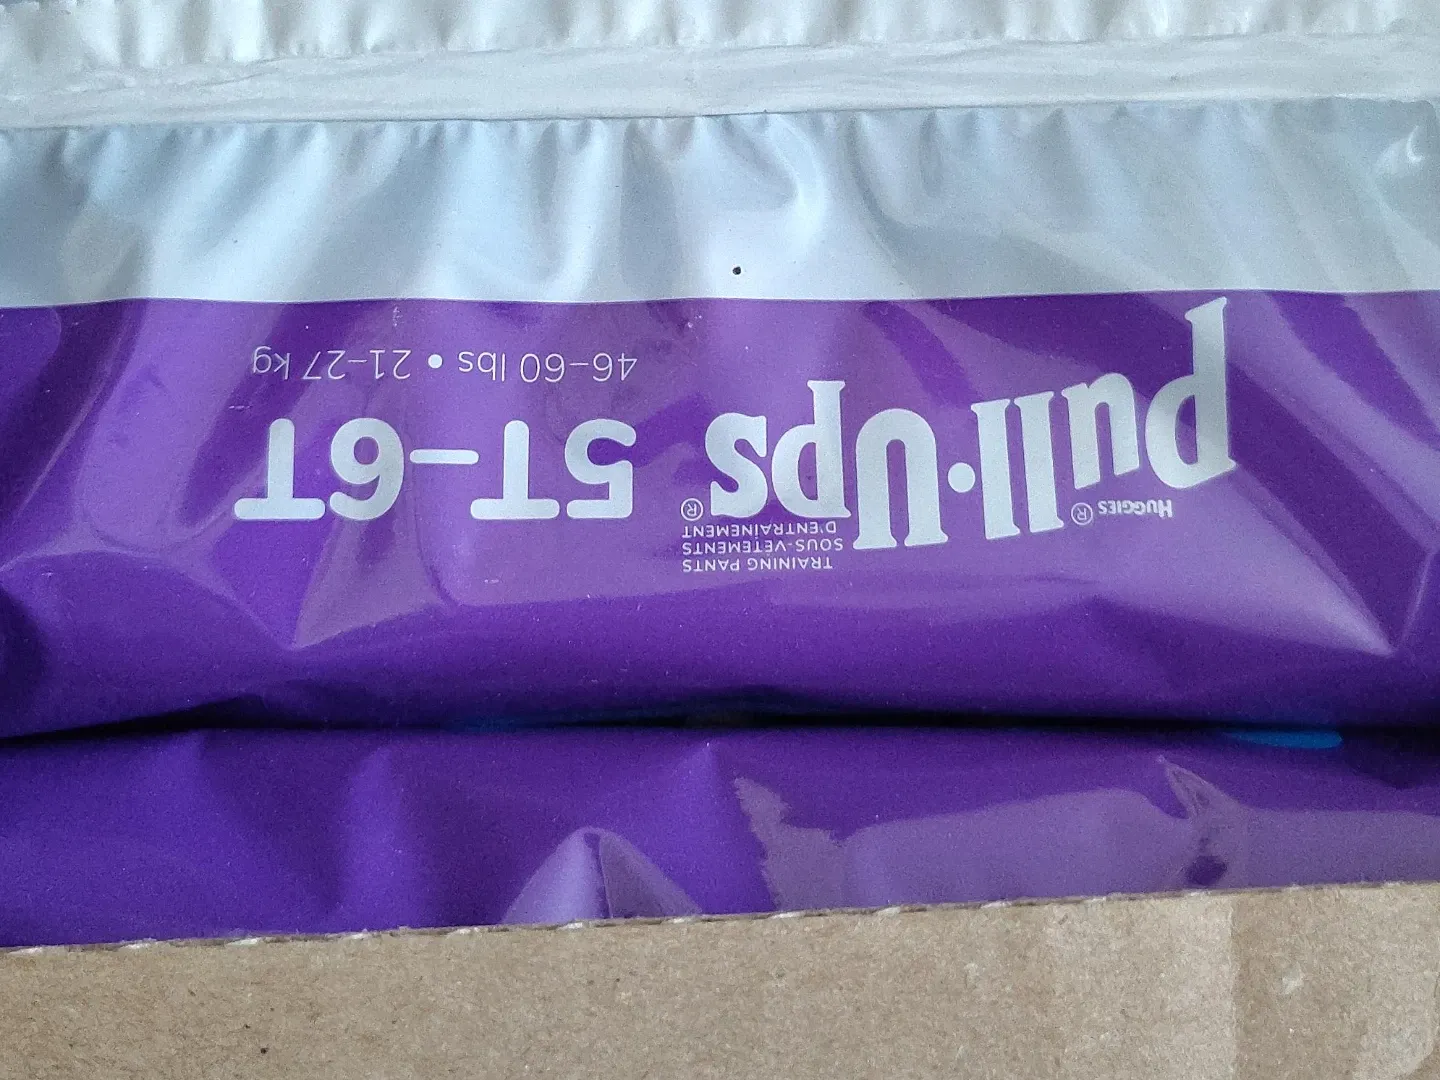 HUGGIES®
Pull·Ups®
TRAINING PANTS
SOUS-VÊTEMENTS
D'ENTRAÎNEMENT
5T–6T
46–60 lbs • 21–27 kg